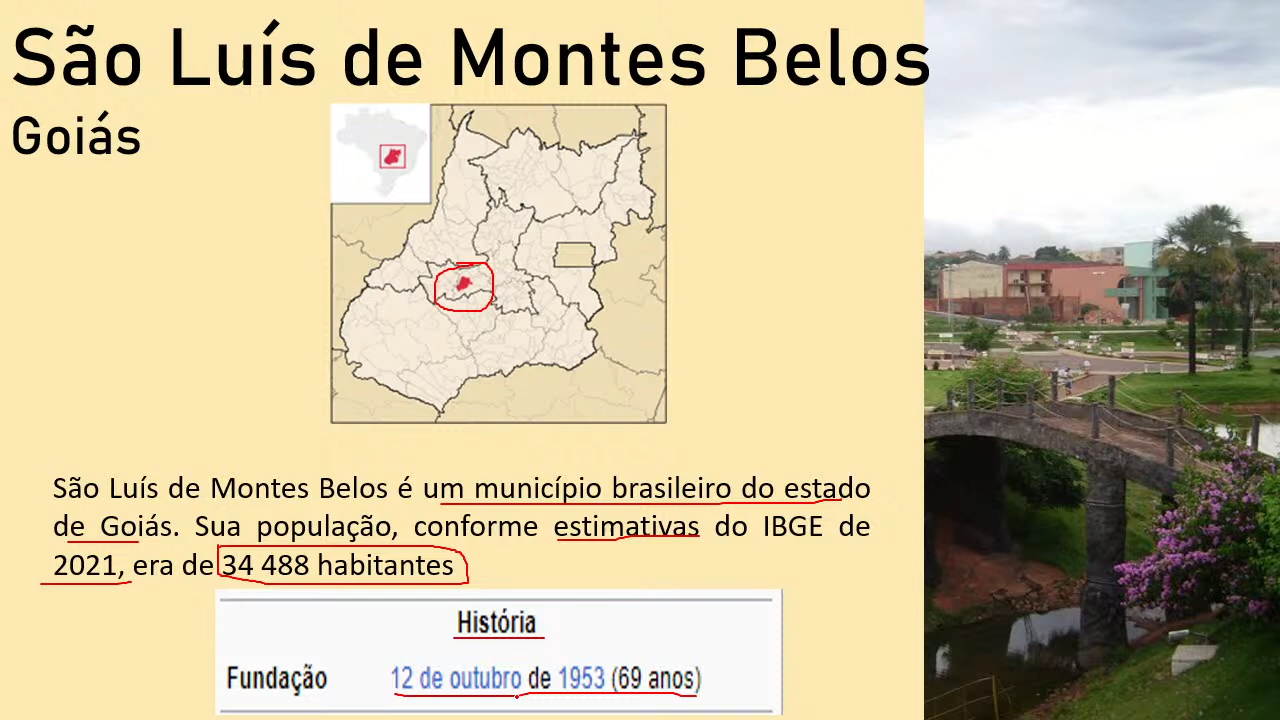 São Luís de Montes Belos
Goiás
São Luís de Montes Belos é um município brasileiro do estado
de Goiás. Sua população, conforme estimativas do IBGE de
2021, era de 34 488 habitantes
História
Fundação 12 de outubro de 1953 (69 anos)